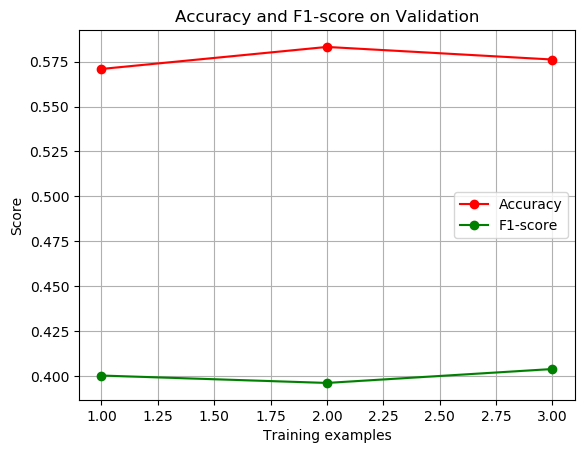 Accuracy and F1-score on Validation
Score
0.575
0.550
0.525
0.500
0.475
0.450
0.425
0.400
Accuracy
F1-score
1.00 1.25 1.50 1.75 2.00 2.25 2.50 2.75 3.00
Training examples